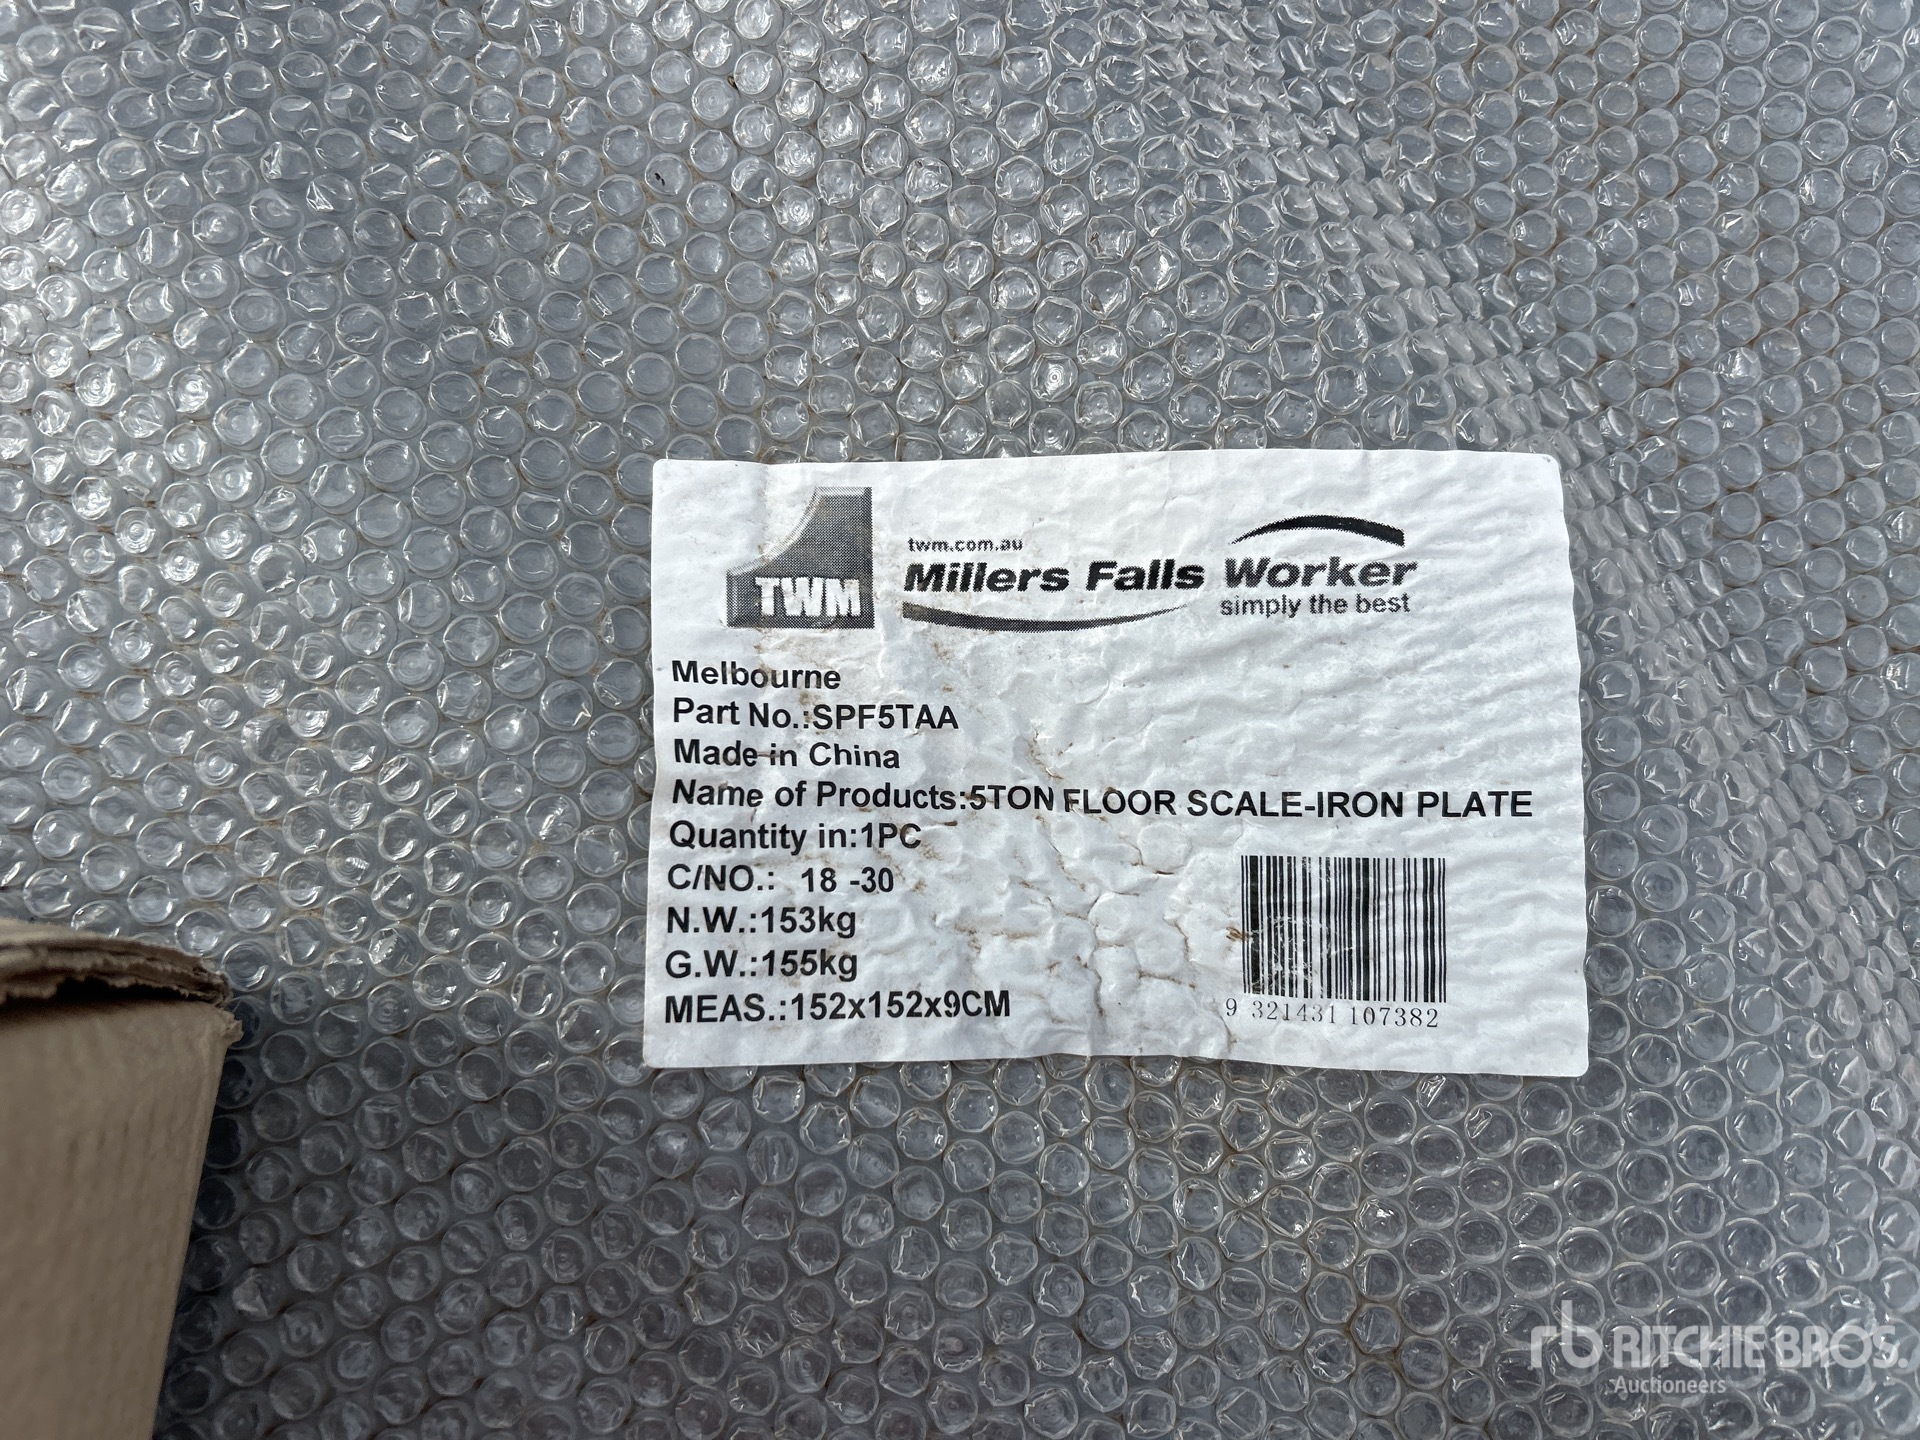 TWM
twm.com.au
Millers Falls Worker
simply the best
Melbourne
Part No.:SPF5TAA
Made in China
Name of Products:5TON FLOOR SCALE-IRON PLATE
Quantity in:1PC
C/NO.: 18 -30
N.W.:153kg
G.W.:155kg
MEAS.:152x152x9CM
9 321431 107382
rb RITCHIE BROS.
Auctioneers